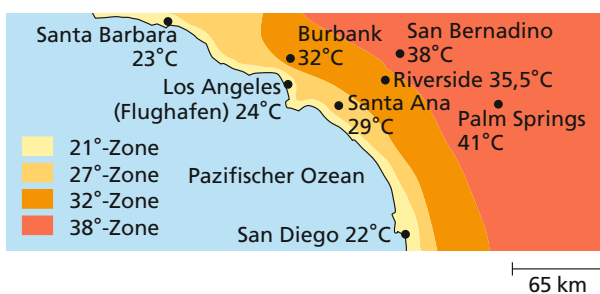 Santa Barbara
23°C
Burbank
32°C
San Bernadino
38°C
Los Angeles
(Flughafen) 24°C
Riverside 35,5°C
Santa Ana
29°C
Palm Springs
41°C
21°-Zone
27°-Zone
32°-Zone
38°-Zone
Pazifischer Ozean
San Diego 22°C
65 km